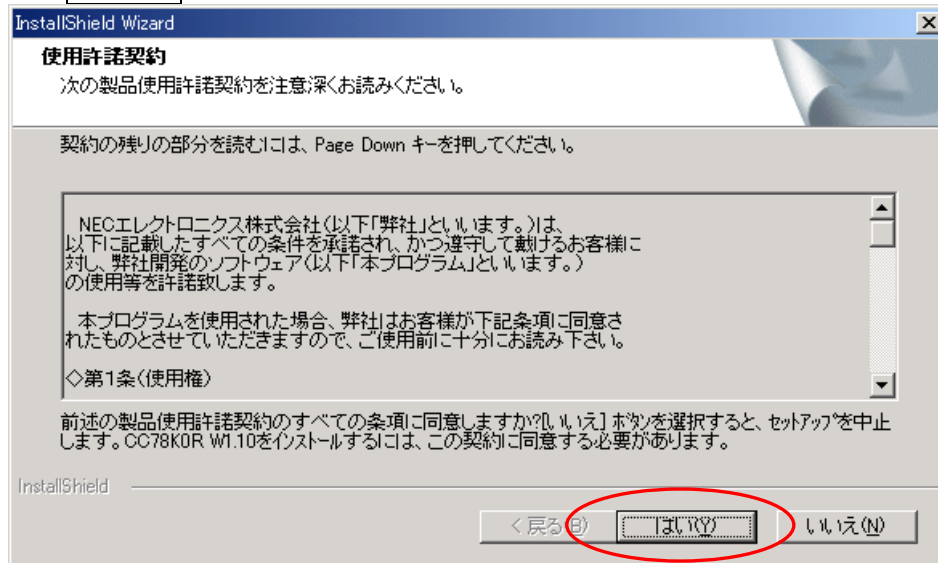 InstallShield Wizard
使用許諾契約
次の製品使用許諾契約を注意深くお読みください。
契約の残りの部分を読むには、Page Down キーを押してください。
NECエレクトロニクス株式会社(以下「弊社」といいます。)は、
以下に記載したすべての条件を承諾され、かつ遵守して戴けるお客様に
対し、弊社開発のソフトウェア(以下「本プログラム」といいます。)
の使用等を許諾致します。
本プログラムを使用された場合、弊社はお客様が下記条項に同意さ
れたものとさせていただきますので、ご使用前に十分にお読み下さい。
◇第1条(使用権)
前述の製品使用許諾契約のすべての条項に同意しますか?[いいえ] ボタンを選択すると、セットアップを中止
します。CC78K0R W1.10をインストールするには、この契約に同意する必要があります。
InstallShield
< 戻る(B) はい(Y) いいえ(N)